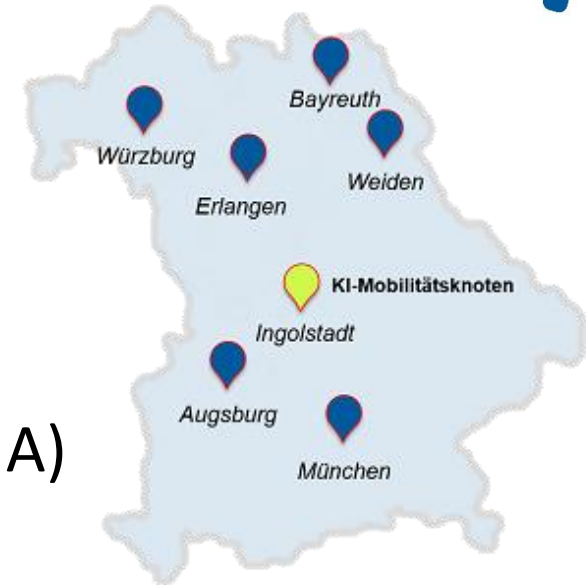 Bayreuth
Würzburg
Weiden
Erlangen
KI-Mobilitätsknoten
Ingolstadt
Augsburg
A)
München